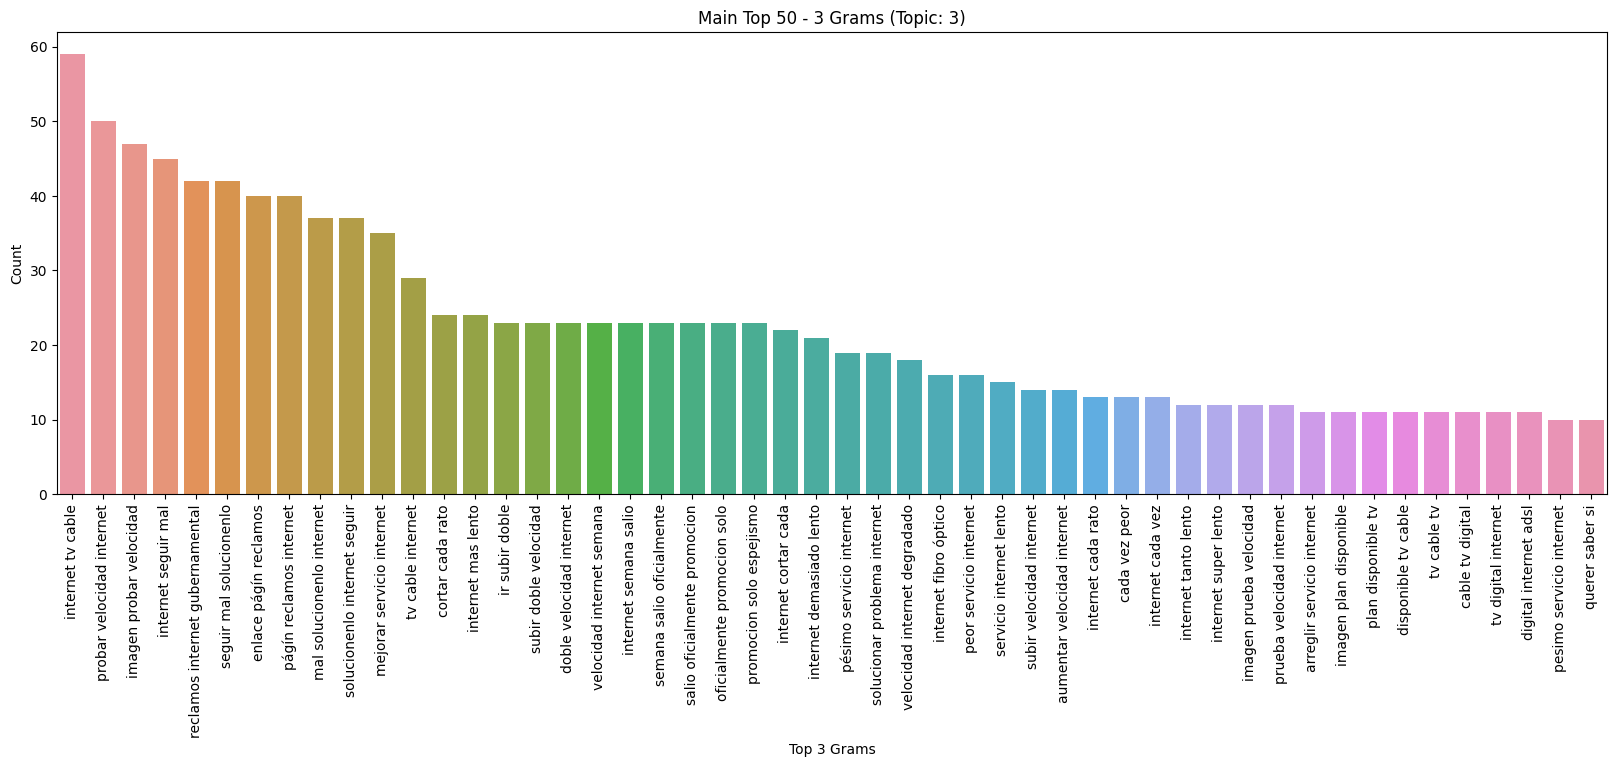 Main Top 50 - 3 Grams (Topic: 3)
Count
60
50
40
30
20
10
0
internet tv cable
probar velocidad internet
imagen probar velocidad
internet seguir mal
reclamos internet gubernamental
seguir mal solucionenlo
enlace págín reclamos
págín reclamos internet
mal solucionenlo internet
solucionenlo internet seguir
mejorar servicio internet
tv cable internet
cortar cada rato
internet mas lento
ir subir doble
subir doble velocidad
doble velocidad internet
velocidad internet semana
internet semana salio
semana salio oficialmente
salio oficialmente promocion
oficialmente promocion solo
promocion solo espejismo
internet cortar cada
internet demasiado lento
pésimo servicio internet
solucionar problema internet
velocidad internet degradado
internet fibro óptico
peor servicio internet
servicio internet lento
subir velocidad internet
aumentar velocidad internet
internet cada rato
cada vez peor
internet cada vez
internet tanto lento
internet super lento
imagen prueba velocidad
prueba velocidad internet
arreglir servicio internet
imagen plan disponible
plan disponible tv
disponible tv cable
tv cable tv
cable tv digital
tv digital internet
digital internet adsl
pesimo servicio internet
querer saber si
Top 3 Grams